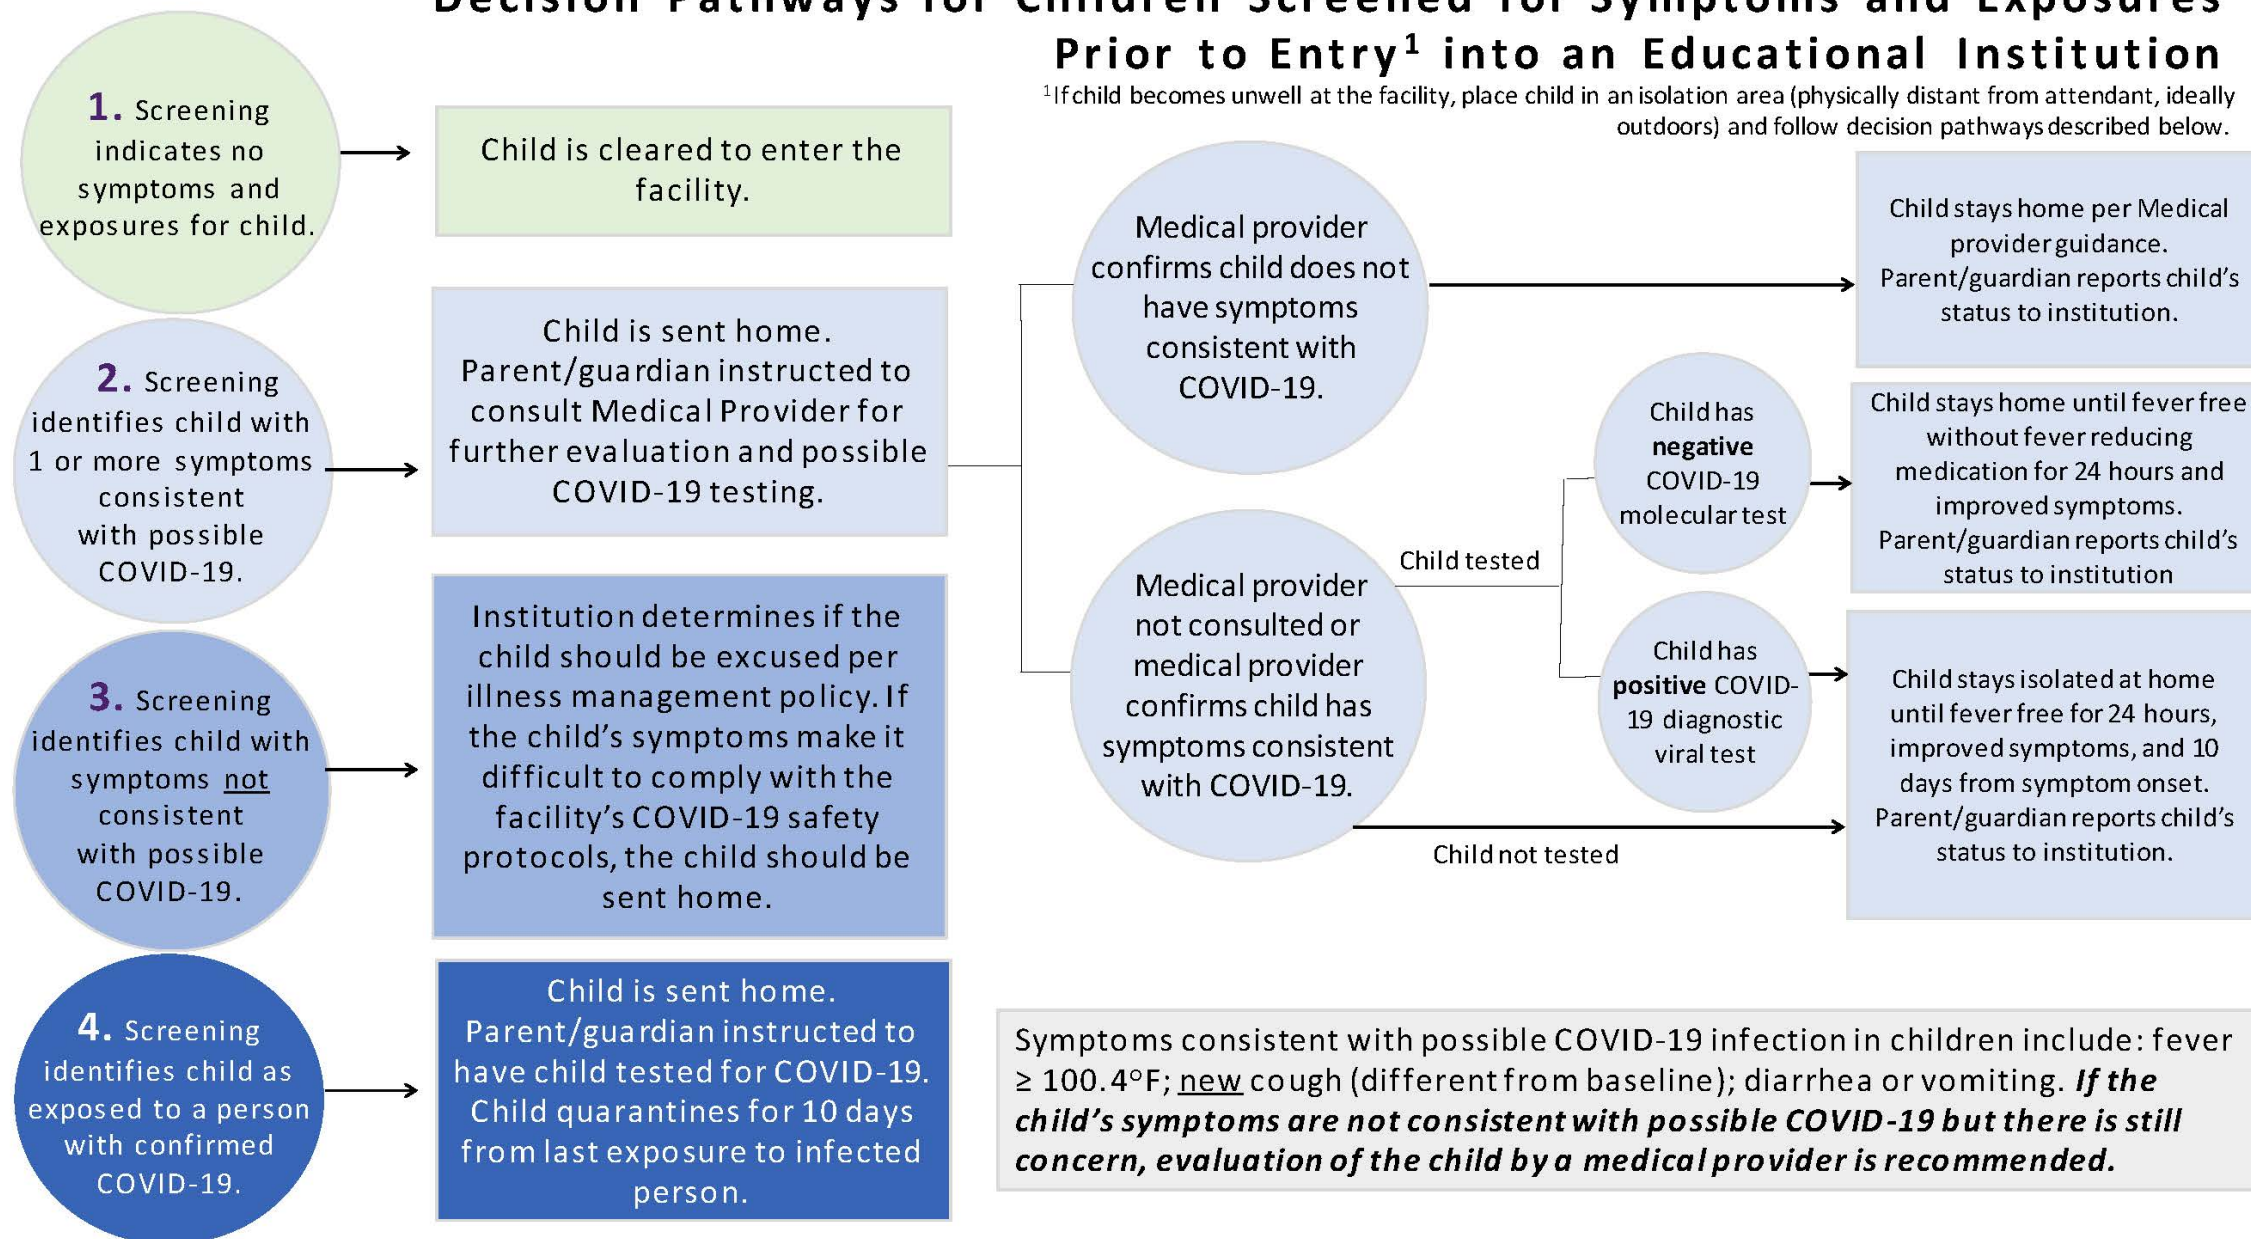 Decision Pathways for Children Screened for Symptoms and Exposures
Prior to Entry¹ into an Educational Institution
¹If child becomes unwell at the facility, place child in an isolation area (physically distant from attendant, ideally
outdoors) and follow decision pathways described below.
1. Screening
indicates no
symptoms and
exposures for child.
Child is cleared to enter the
facility.
2. Screening
identifies child with
1 or more symptoms
consistent
with possible
COVID-19.
Child is sent home.
Parent/guardian instructed to
consult Medical Provider for
further evaluation and possible
COVID-19 testing.
Medical provider
confirms child does not
have symptoms
consistent with
COVID-19.
Child stays home per Medical
provider guidance.
Parent/guardian reports child's
status to institution.
Medical provider
not consulted or
medical provider
confirms child has
symptoms consistent
with COVID-19.
Child tested
Child has
negative
COVID-19
molecular test
Child stays home until fever free
without fever reducing
medication for 24 hours and
improved symptoms.
Parent/guardian reports child's
status to institution
Child has
positive COVID-
19 diagnostic
viral test
Child not tested
Child stays isolated at home
until fever free for 24 hours,
improved symptoms, and 10
days from symptom onset.
Parent/guardian reports child's
status to institution.
3. Screening
identifies child with
symptoms not
consistent
with possible
COVID-19.
Institution determines if the
child should be excused per
illness management policy. If
the child's symptoms make it
difficult to comply with the
facility's COVID-19 safety
protocols, the child should be
sent home.
4. Screening
identifies child as
exposed to a person
with confirmed
COVID-19.
Child is sent home.
Parent/guardian instructed to
have child tested for COVID-19.
Child quarantines for 10 days
from last exposure to infected
person.
Symptoms consistent with possible COVID-19 infection in children include: fever
≥ 100.4°F; new cough (different from baseline); diarrhea or vomiting. If the
child's symptoms are not consistent with possible COVID-19 but there is still
concern, evaluation of the child by a medical provider is recommended.